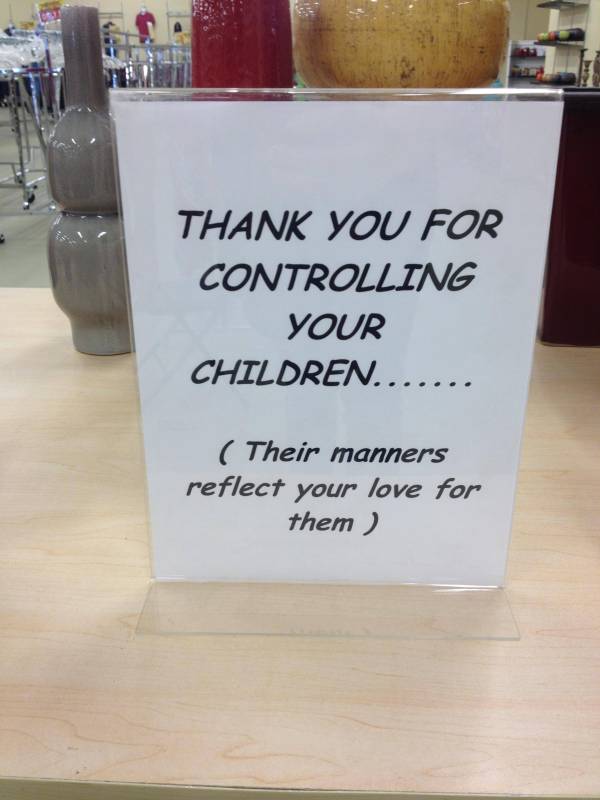 THANK YOU FOR
CONTROLLING
YOUR
CHILDREN.......
( Their manners
reflect your love for
them )